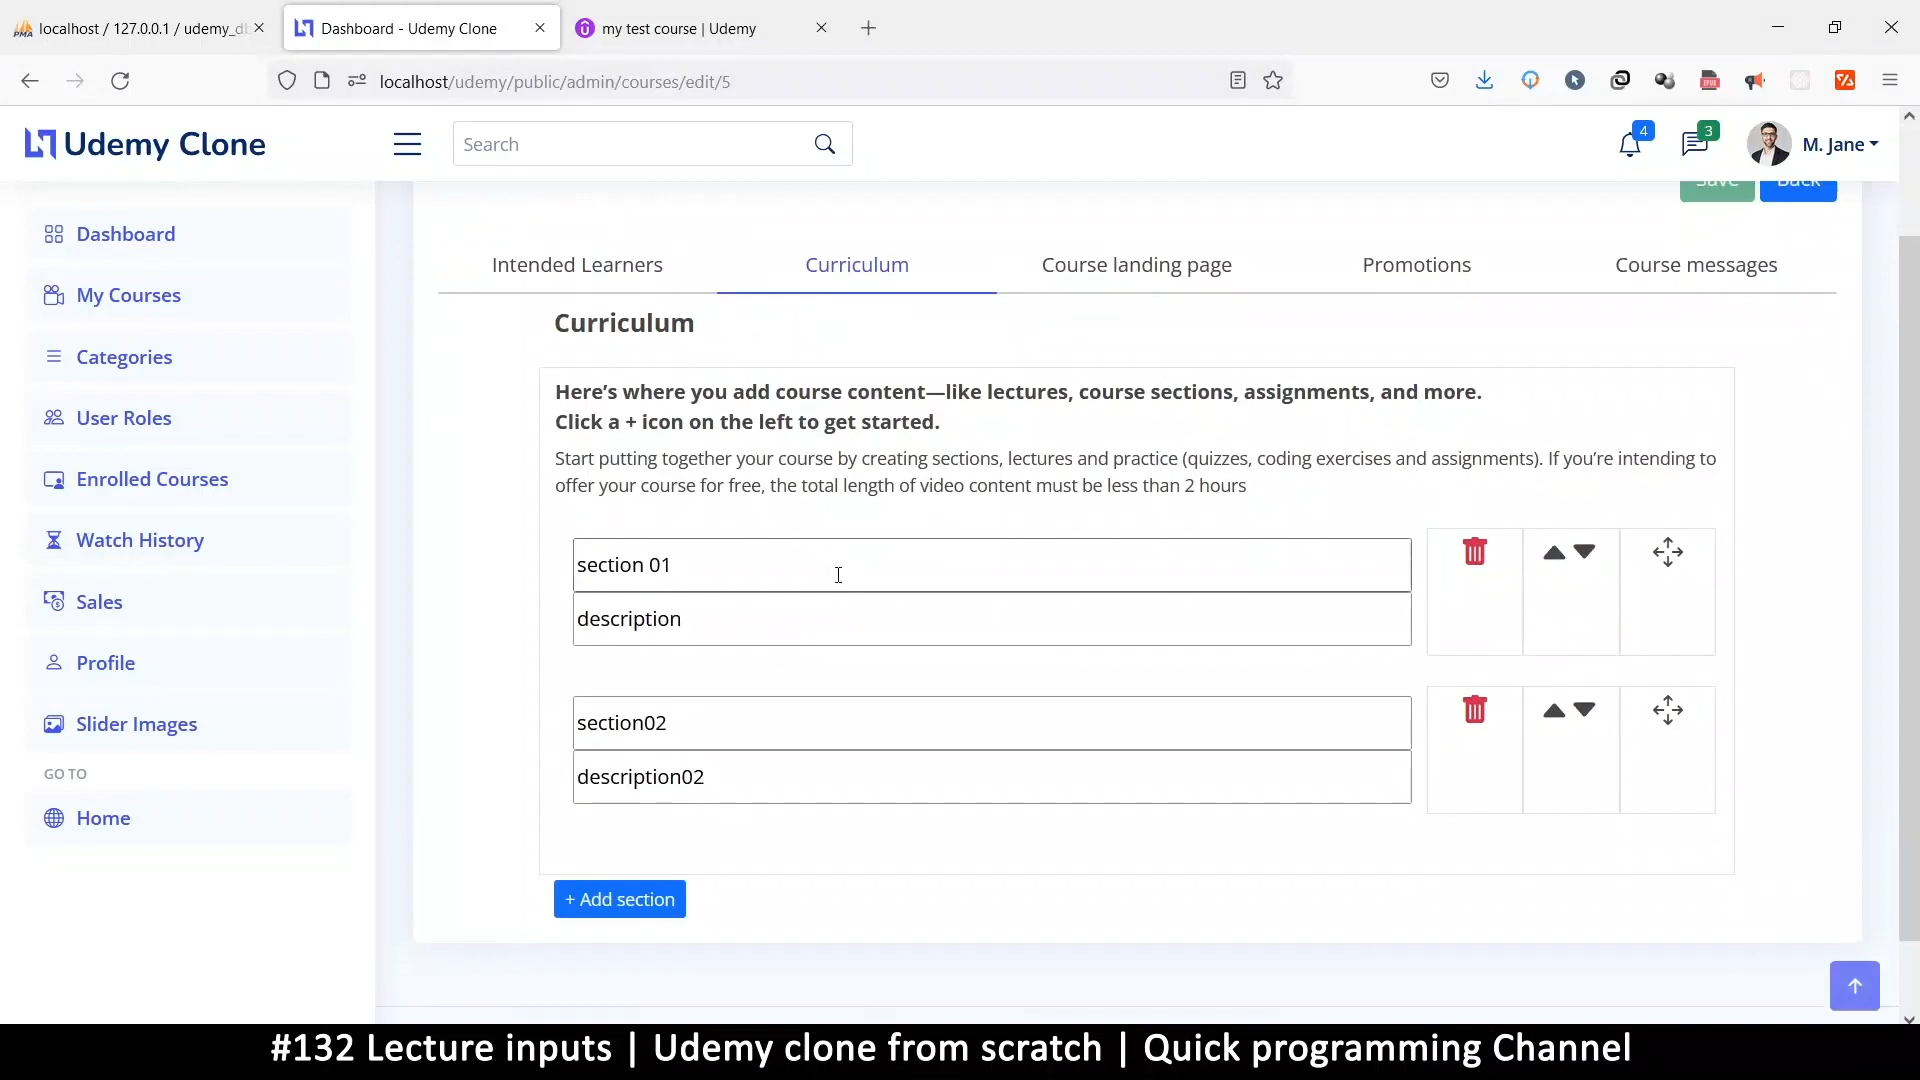 localhost / 127.0.0.1 / udemy_db
Dashboard - Udemy Clone
my test course | Udemy
localhost/udemy/public/admin/courses/edit/5
Udemy Clone
Search
4
3
M. Jane
Save
Back
Dashboard
My Courses
Categories
User Roles
Enrolled Courses
Watch History
Sales
Profile
Slider Images
GO TO
Home
Intended Learners
Curriculum
Course landing page
Promotions
Course messages
Curriculum
Here’s where you add course content—like lectures, course sections, assignments, and more.
Click a + icon on the left to get started.
Start putting together your course by creating sections, lectures and practice (quizzes, coding exercises and assignments). If you’re intending to
offer your course for free, the total length of video content must be less than 2 hours
section 01
description
section02
description02
+ Add section
#132 Lecture inputs | Udemy clone from scratch | Quick programming Channel